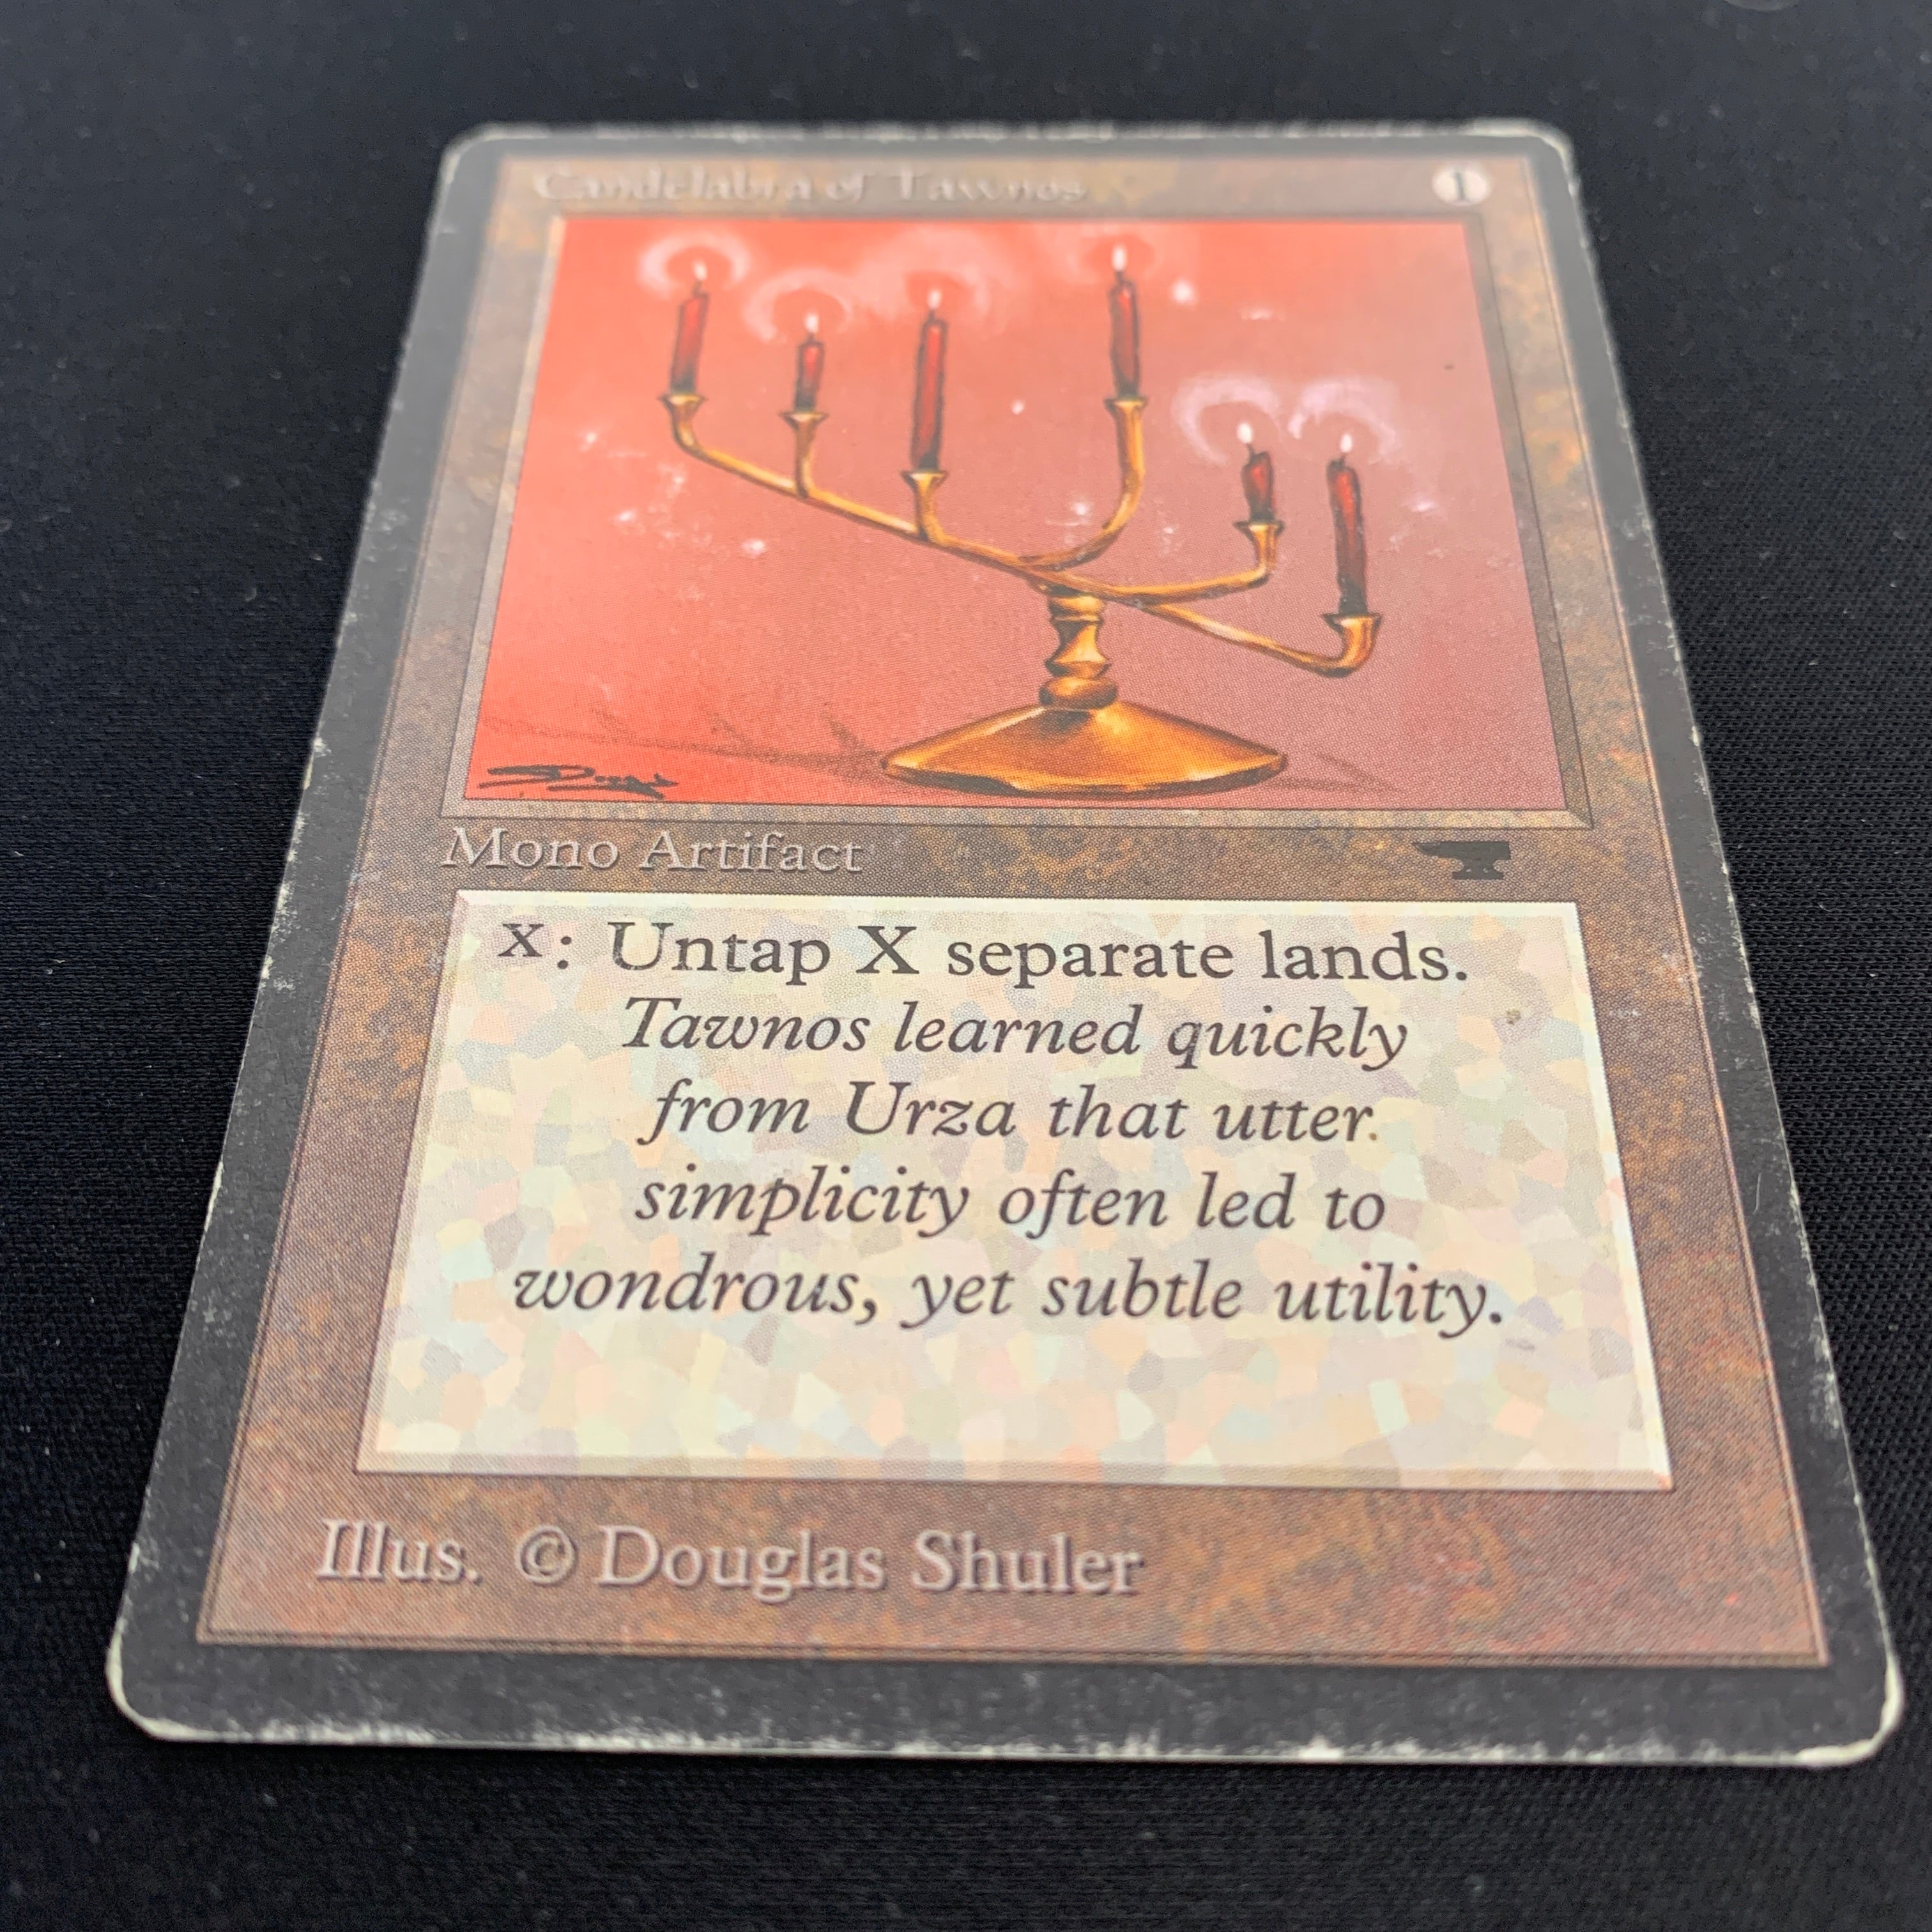 Candelabra of Tawnos 1
Mono Artifact
X: Untap X separate lands.
Tawnos learned quickly
from Urza that utter
simplicity often led to
wondrous, yet subtle utility.
Illus. © Douglas Shuler